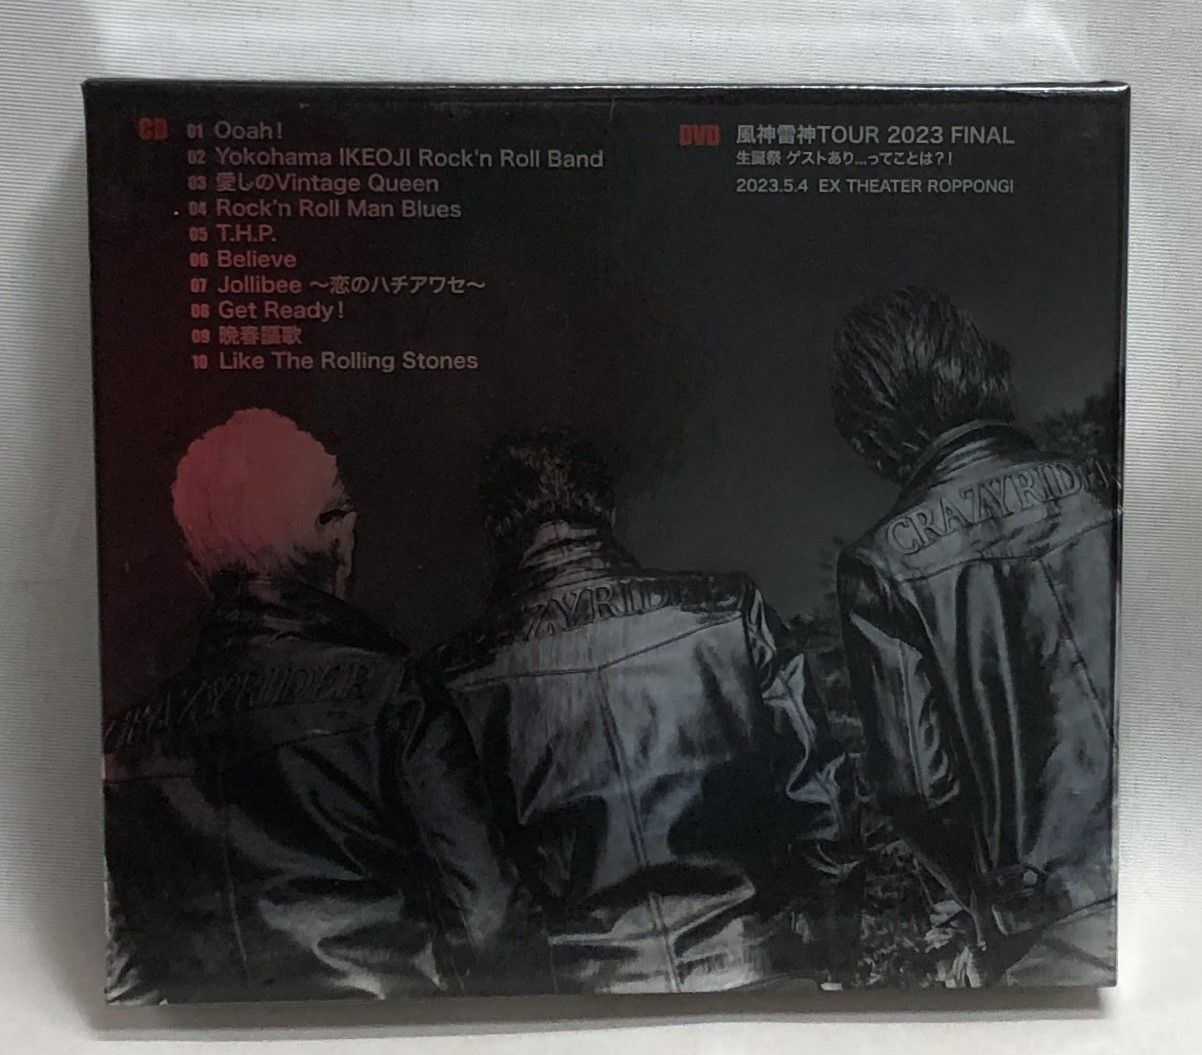 CD
01 Ooah!
02 Yokohama IKEOJI Rock'n Roll Band
03 愛しのVintage Queen
04 Rock'n Roll Man Blues
05 T.H.P.
06 Believe
07 Jollibee 〜恋のハチアワセ〜
08 Get Ready!
09 晩春謳歌
10 Like The Rolling Stones
DVD 風神雷神TOUR 2023 FINAL
生誕祭 ゲストあり...ってことは?!
2023.5.4 EX THEATER ROPPONGI
CRAZYRIDER
AZYRIDER
CRAZYRIDER